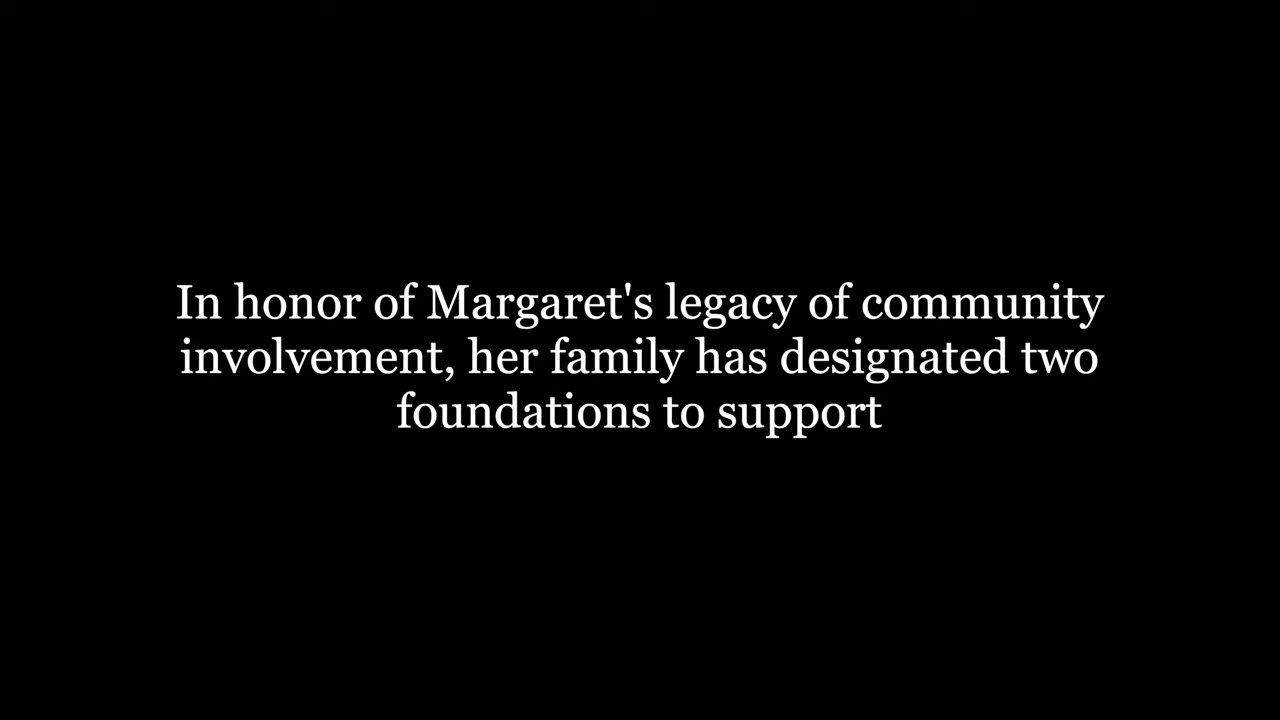 In honor of Margaret's legacy of community
involvement, her family has designated two
foundations to support